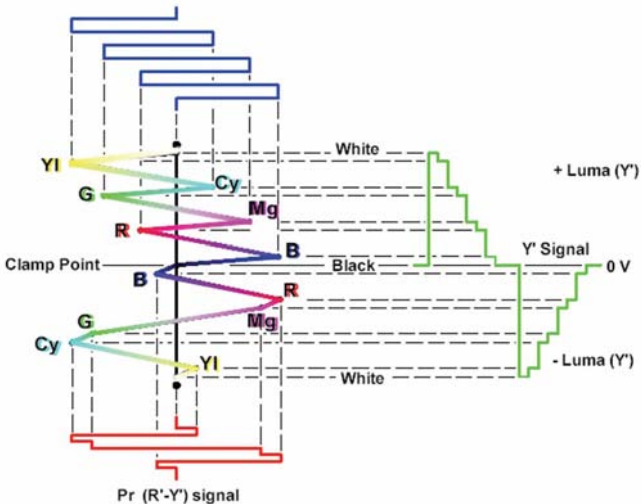 White
Yl
+ Luma (Y')
Cy
G
Mg
R
B
Y' Signal
Clamp Point
Black
0 V
B
R
Mg
G
Cy
- Luma (Y')
Yl
White
Pr (R'-Y') signal